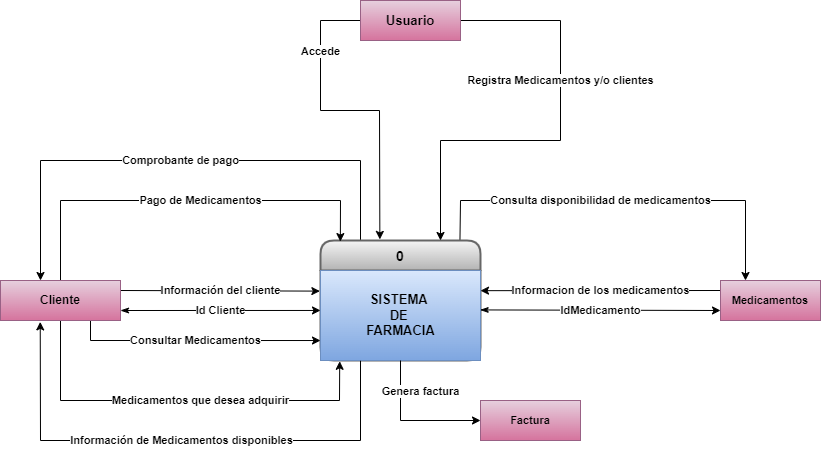 Usuario
Accede
Registra Medicamentos y/o clientes
Comprobante de pago
Pago de Medicamentos
Consulta disponibilidad de medicamentos
0
Cliente
Información del cliente
Id Cliente
Consultar Medicamentos
SISTEMA
DE
FARMACIA
Informacion de los medicamentos
IdMedicamento
Medicamentos
Medicamentos que desea adquirir
Genera factura
Factura
Información de Medicamentos disponibles